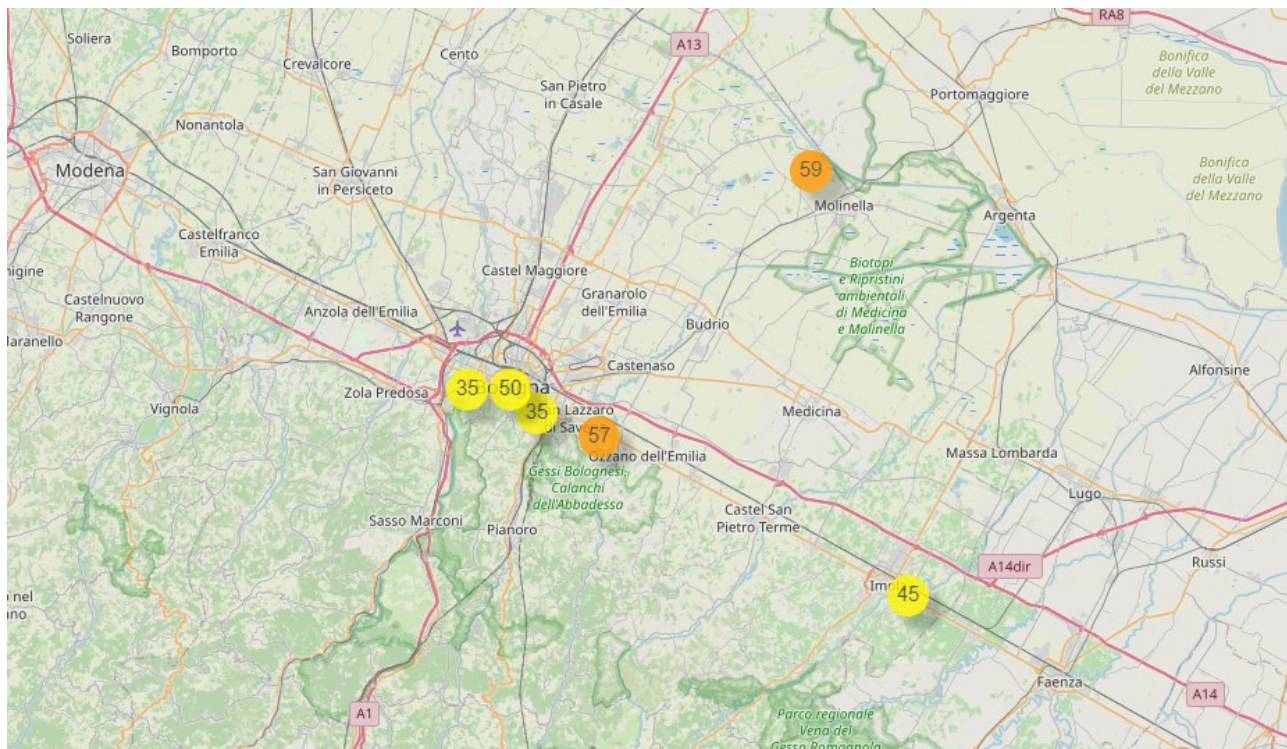 RA8
Soliera
Bomporto
Crevalcore
Cento
A13
Bonifica
della Valle
del Mezzano
San Pietro
in Casale
Portomaggiore
Nonantola
Modena
San Giovanni
in Persiceto
59
Bonifica
della Valle
del Mezzano
Molinella
Argenta
Castelfranco
Emilia
Castel Maggiore
Biotopi
e Ripristini
ambientali
di Medicina
e Molinella
Castelnuovo
Rangone
Anzola dell'Emilia
Granarolo
dell'Emilia
Budrio
Castenaso
Alfonsine
Zola Predosa
35
50
35
Vignola
Medicina
57
Ozzano dell'Emilia
Massa Lombarda
Gessi Bolognesi,
Calanchi
dell'Abbadessa
Lugo
Sasso Marconi
Pianoro
Castel San
Pietro Terme
A14dir
Russi
45
Faenza
A14
A1
Parco regionale
Vena del
Gesso Romagnola